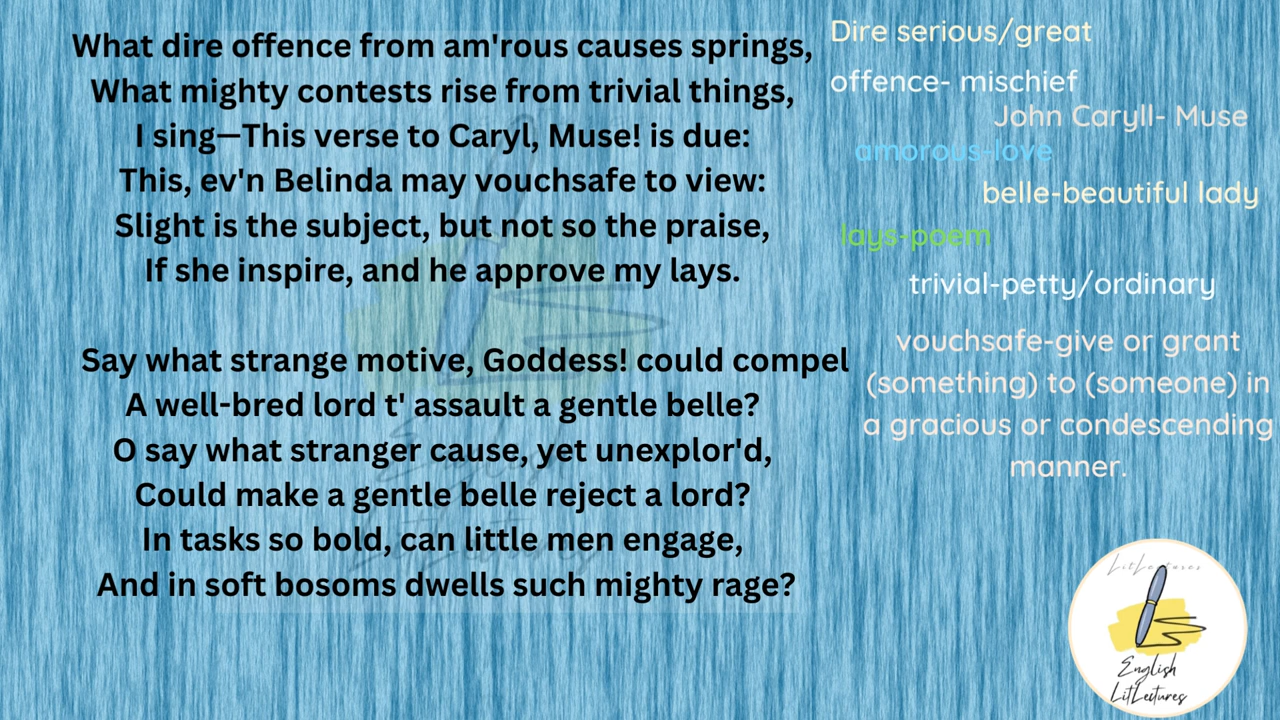 What dire offence from am'rous causes springs,
What mighty contests rise from trivial things,
I sing—This verse to Caryl, Muse! is due:
This, ev'n Belinda may vouchsafe to view:
Slight is the subject, but not so the praise,
If she inspire, and he approve my lays.
Say what strange motive, Goddess! could compel
A well-bred lord t' assault a gentle belle?
O say what stranger cause, yet unexplor'd,
Could make a gentle belle reject a lord?
In tasks so bold, can little men engage,
And in soft bosoms dwells such mighty rage?
Dire serious/great
offence- mischief
John Caryll- Muse
amorous-love
belle-beautiful lady
lays-poem
trivial-petty/ordinary
vouchsafe-give or grant
(something) to (someone) in
a gracious or condescending
manner.
LitLectures
English
LitLectures